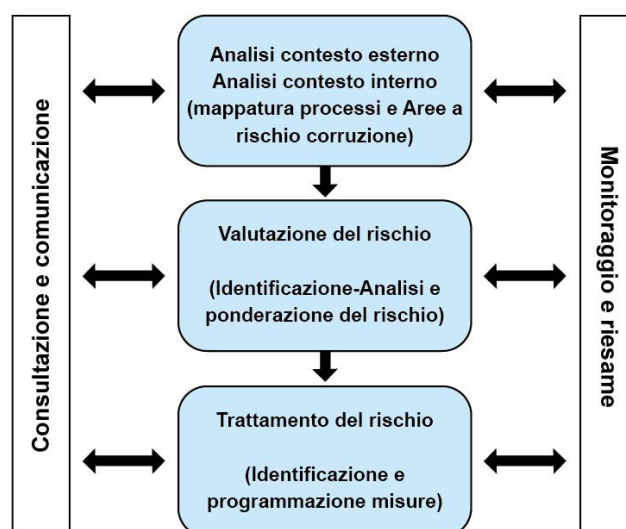 Consultazione e comunicazione
Analisi contesto esterno
Analisi contesto interno
(mappatura processi e Aree a
rischio corruzione)
Valutazione del rischio
(Identificazione-Analisi e
ponderazione del rischio)
Trattamento del rischio
(Identificazione e
programmazione misure)
Monitoraggio e riesame